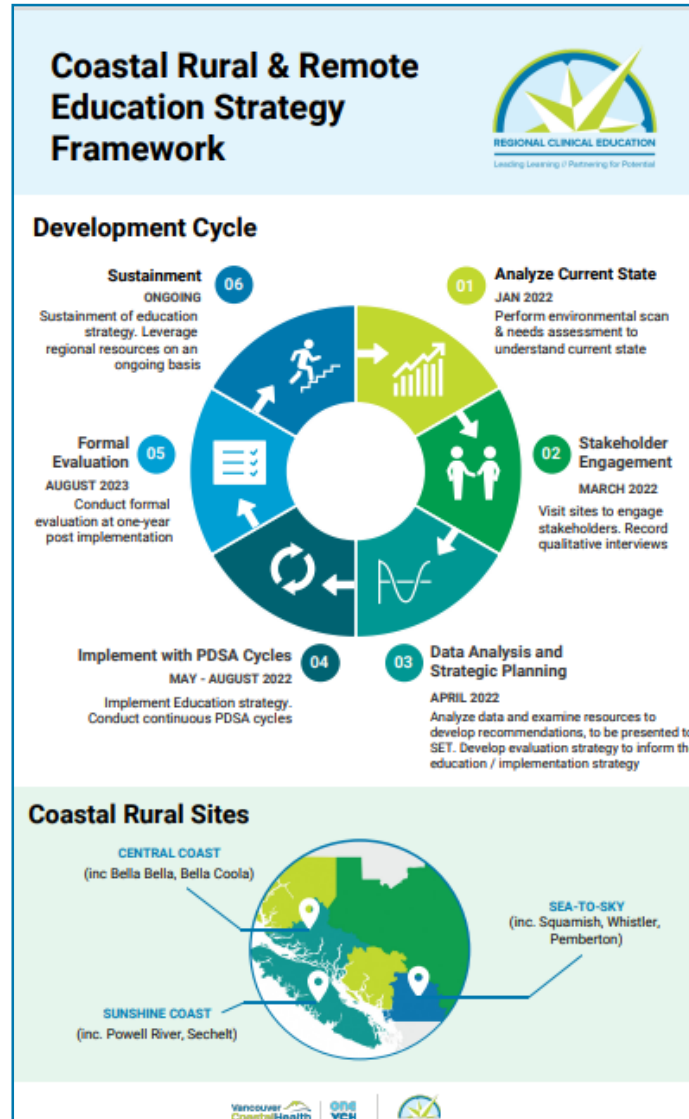 Coastal Rural & Remote
Education Strategy
Framework
REGIONAL CLINICAL EDUCATION
Leading Learning // Partnering for Potential
Development Cycle
Sustainment
06
ONGOING
Sustainment of education
strategy. Leverage
regional resources on an
ongoing basis
01
Analyze Current State
JAN 2022
Perform environmental scan
& needs assessment to
understand current state
Formal
Evaluation
05
AUGUST 2023
Conduct formal
evaluation at one-year
post implementation
02
Stakeholder
Engagement
MARCH 2022
Visit sites to engage
stakeholders. Record
qualitative interviews
Implement with PDSA Cycles
04
MAY - AUGUST 2022
Implement Education strategy.
Conduct continuous PDSA cycles
03
Data Analysis and
Strategic Planning
APRIL 2022
Analyze data and examine resources to
develop recommendations, to be presented to
SET. Develop evaluation strategy to inform th
education / implementation strategy
Coastal Rural Sites
CENTRAL COAST
(inc Bella Bella, Bella Coola)
SEA-TO-SKY
(inc. Squamish, Whistler,
Pemberton)
SUNSHINE COAST
(inc. Powell River, Sechelt)
Vancouver
CoastalHealth
one
VCH